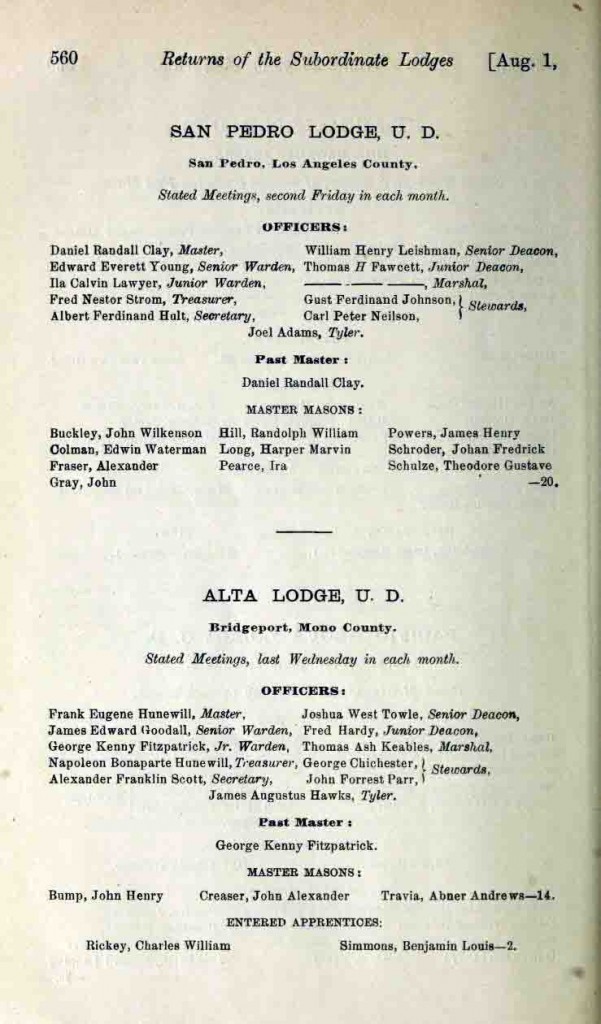 560 Returns of the Subordinate Lodges [Aug. 1,
SAN PEDRO LODGE, U. D.
San Pedro, Los Angeles County.
Stated Meetings, second Friday in each month.
OFFICERS:
Daniel Randall Clay, Master, William Henry Leishman, Senior Deacon,
Edward Everett Young, Senior Warden, Thomas H Fawcett, Junior Deacon,
Ila Calvin Lawyer, Junior Warden, ——— - ——— ———, Marshal,
Fred Nestor Strom, Treasurer, Gust Ferdinand Johnson, } Stewards,
Albert Ferdinand Hult, Secretary, Carl Peter Neilson, }
Joel Adams, Tyler.
Past Master:
Daniel Randall Clay.
MASTER MASONS:
Buckley, John Wilkenson Hill, Randolph William Powers, James Henry
Colman, Edwin Waterman Long, Harper Marvin Schroder, Johan Fredrick
Fraser, Alexander Pearce, Ira Schulze, Theodore Gustave
Gray, John —20.
ALTA LODGE, U. D.
Bridgeport, Mono County.
Stated Meetings, last Wednesday in each month.
OFFICERS:
Frank Eugene Hunewill, Master, Joshua West Towle, Senior Deacon,
James Edward Goodall, Senior Warden, Fred Hardy, Junior Deacon,
George Kenny Fitzpatrick, Jr. Warden, Thomas Ash Keables, Marshal,
Napoleon Bonaparte Hunewill, Treasurer, George Chichester, } Stewards,
Alexander Franklin Scott, Secretary, John Forrest Parr, }
James Augustus Hawks, Tyler.
Past Master:
George Kenny Fitzpatrick.
MASTER MASONS:
Bump, John Henry Creaser, John Alexander Travia, Abner Andrews—14.
ENTERED APPRENTICES:
Rickey, Charles William Simmons, Benjamin Louis—2.